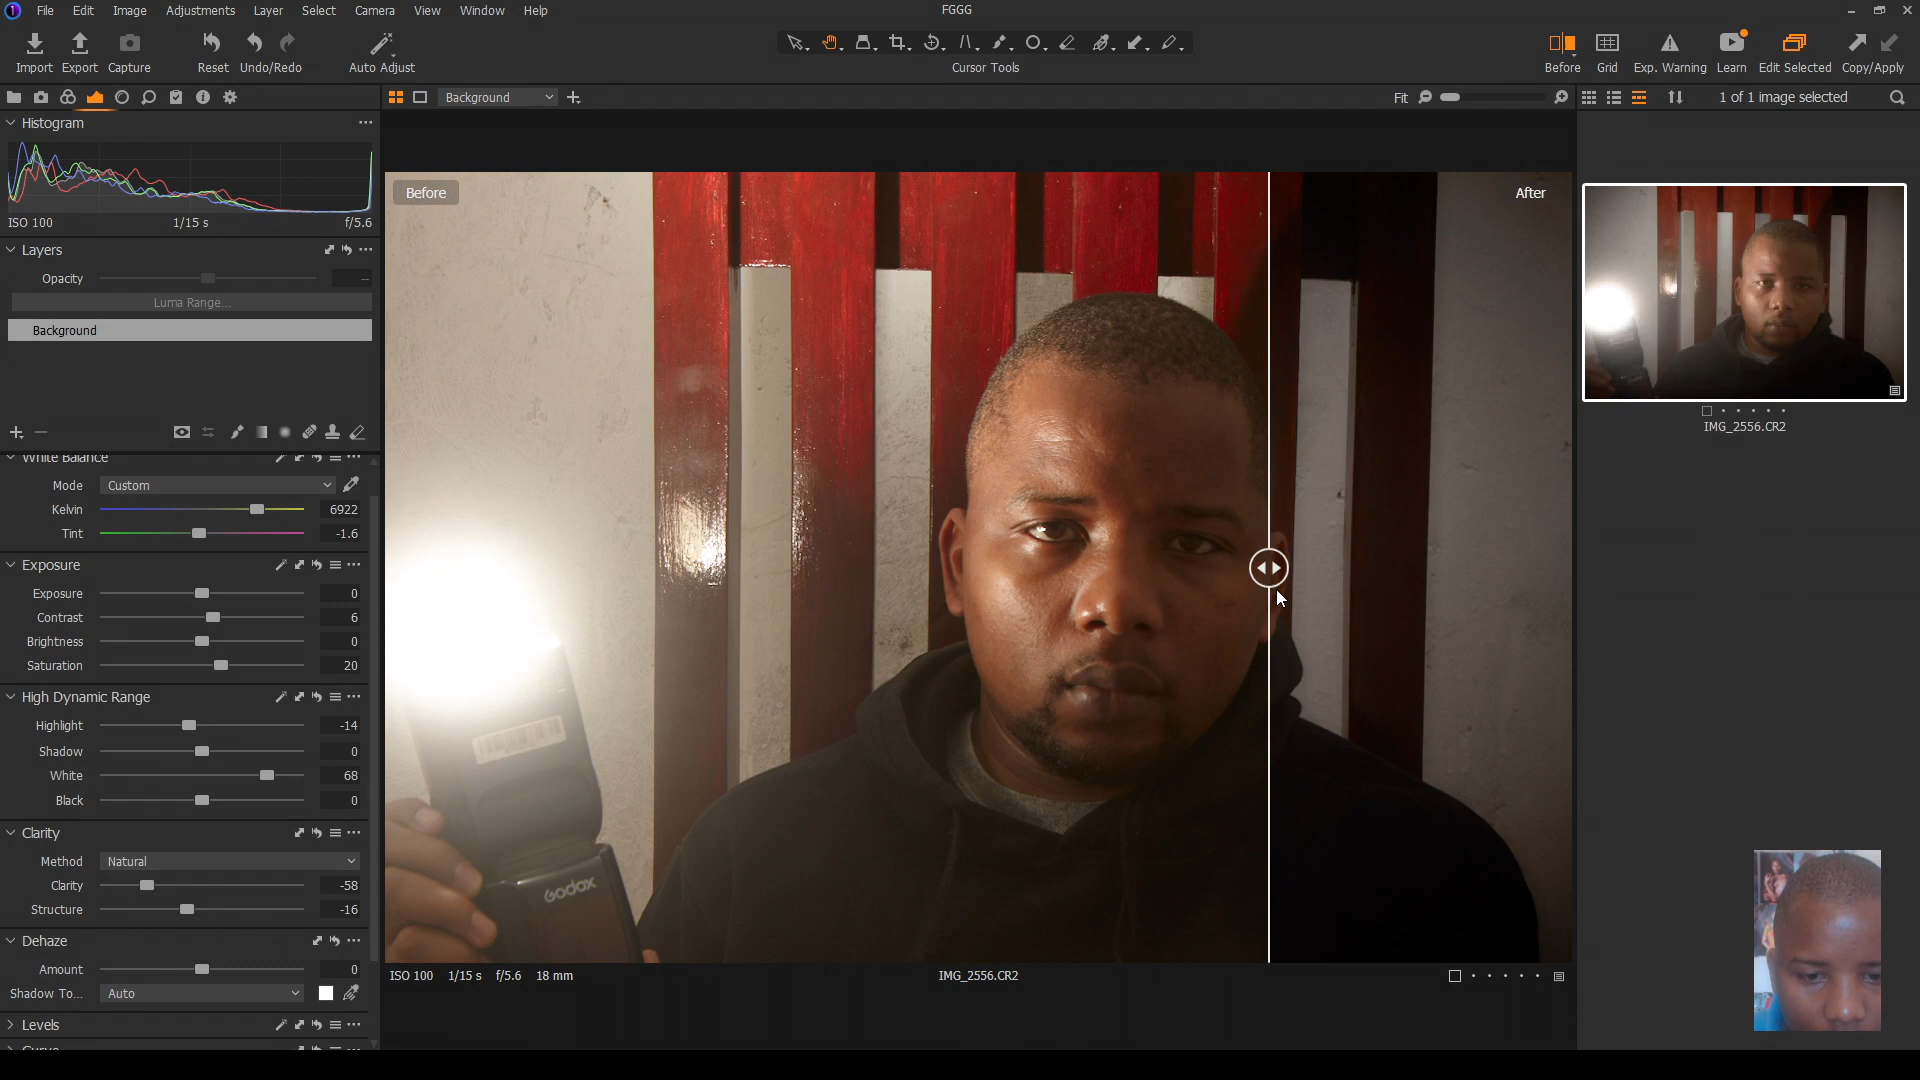 File Edit Image Adjustments Layer Select Camera View Window Help
FGGG
Import Export Capture Reset Undo/Redo Auto Adjust
Cursor Tools
Before Grid Exp. Warning Learn Edit Selected Copy/Apply
Background
Fit
1 of 1 image selected
Histogram
ISO 100 1/15 s f/5.6
Layers
Opacity --
Luma Range...
Background
White Balance
Mode Custom
Kelvin 6922
Tint -1.6
Exposure
Exposure 0
Contrast 6
Brightness 0
Saturation 20
High Dynamic Range
Highlight -14
Shadow 0
White 68
Black 0
Clarity
Method Natural
Clarity -58
Structure -16
Dehaze
Amount 0
Shadow To... Auto
Levels
Curve
Before
After
Godox
ISO 100 1/15 s f/5.6 18 mm
IMG_2556.CR2
IMG_2556.CR2